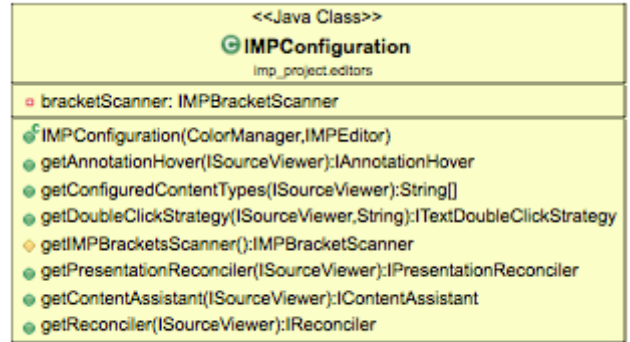 <<Java Class>>
IMPConfiguration
imp_project.editors
bracketScanner: IMPBracketScanner
IMPConfiguration(ColorManager,IMPEditor)
getAnnotationHover(ISourceViewer):IAnnotationHover
getConfiguredContentTypes(ISourceViewer):String[]
getDoubleClickStrategy(ISourceViewer,String):ITextDoubleClickStrategy
getIMPBracketsScanner():IMPBracketScanner
getPresentationReconciler(ISourceViewer):IPresentationReconciler
getContentAssistant(ISourceViewer):IContentAssistant
getReconciler(ISourceViewer):IReconciler